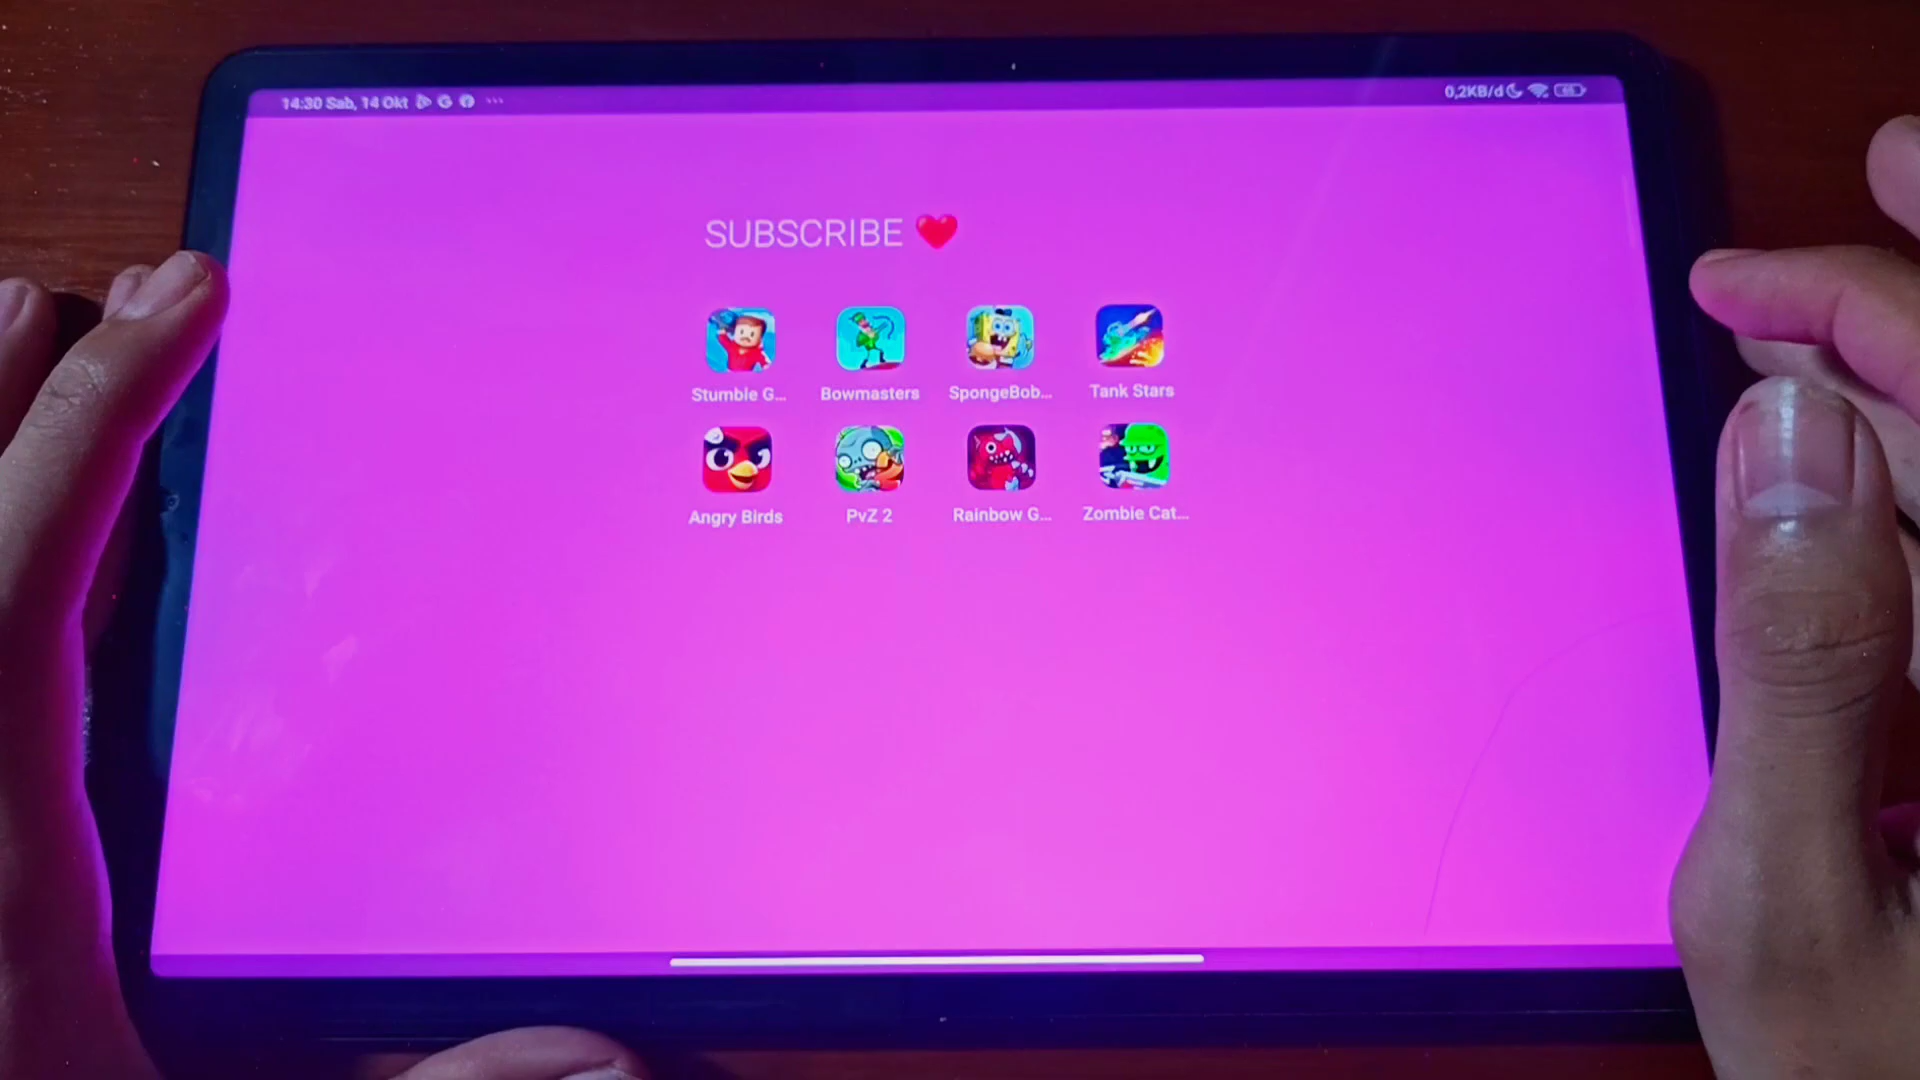 14:30 Sab, 14 Okt
0,2KB/d
SUBSCRIBE ❤️
Stumble G...
Bowmasters
SpongeBob...
Tank Stars
Angry Birds
PvZ 2
Rainbow G...
Zombie Cat...